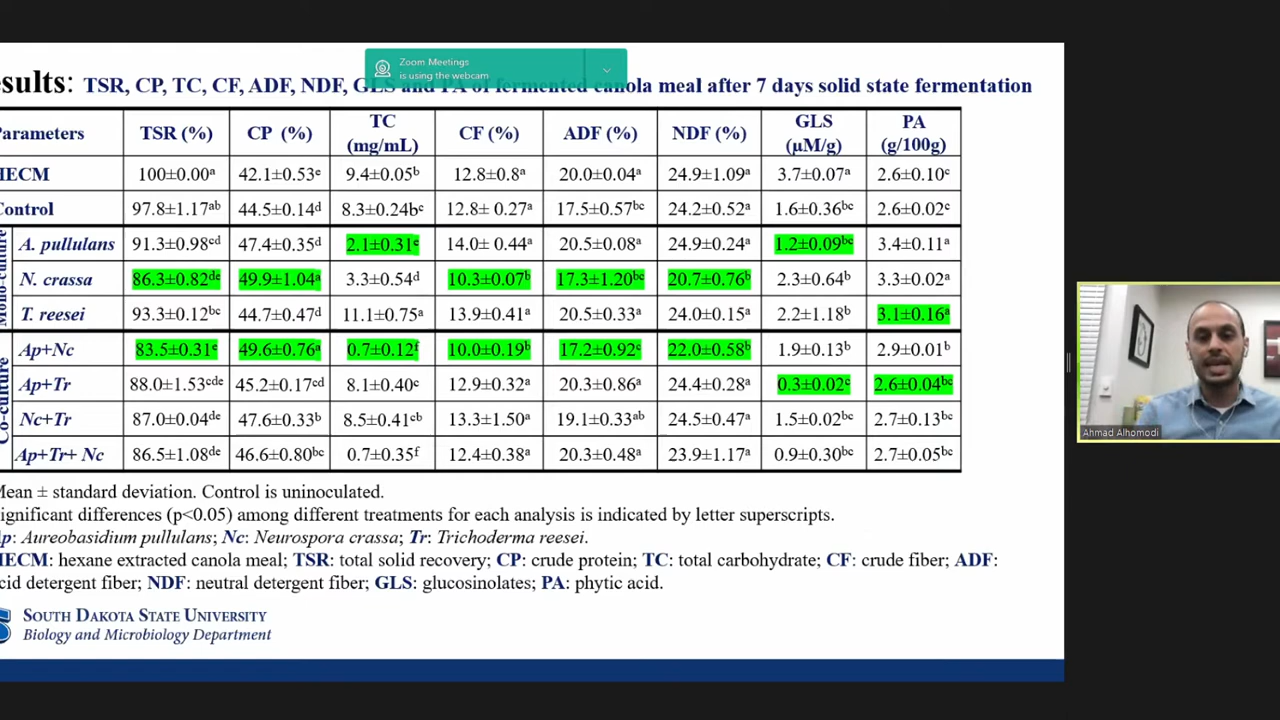 Zoom Meetings
is using the webcam
esults: TSR, CP, TC, CF, ADF, NDF, GLS and PA of fermented canola meal after 7 days solid state fermentation
Parameters TSR (%) CP (%) TC (mg/mL) CF (%) ADF (%) NDF (%) GLS (µM/g) PA (g/100g)
HECM 100±0.00ᵃ 42.1±0.53ᵉ 9.4±0.05ᵇ 12.8±0.8ᵃ 20.0±0.04ᵃ 24.9±1.09ᵃ 3.7±0.07ᵃ 2.6±0.10ᶜ
Control 97.8±1.17ᵃᵇ 44.5±0.14ᵈ 8.3±0.24ᵇᶜ 12.8± 0.27ᵃ 17.5±0.57ᵇᶜ 24.2±0.52ᵃ 1.6±0.36ᵇᶜ 2.6±0.02ᶜ
Mono-culture
A. pullulans 91.3±0.98ᶜᵈ 47.4±0.35ᵈ 2.1±0.31ᵉ 14.0± 0.44ᵃ 20.5±0.08ᵃ 24.9±0.24ᵃ 1.2±0.09ᵇᶜ 3.4±0.11ᵃ
N. crassa 86.3±0.82ᵈᵉ 49.9±1.04ᵃ 3.3±0.54ᵈ 10.3±0.07ᵇ 17.3±1.20ᵇᶜ 20.7±0.76ᵇ 2.3±0.64ᵇ 3.3±0.02ᵃ
T. reesei 93.3±0.12ᵇᶜ 44.7±0.47ᵈ 11.1±0.75ᵃ 13.9±0.41ᵃ 20.5±0.33ᵃ 24.0±0.15ᵃ 2.2±1.18ᵇ 3.1±0.16ᵃ
Co-culture
Ap+Nc 83.5±0.31ᵉ 49.6±0.76ᵃ 0.7±0.12ᶠ 10.0±0.19ᵇ 17.2±0.92ᶜ 22.0±0.58ᵇ 1.9±0.13ᵇ 2.9±0.01ᵇ
Ap+Tr 88.0±1.53ᶜᵈᵉ 45.2±0.17ᶜᵈ 8.1±0.40ᶜ 12.9±0.32ᵃ 20.3±0.86ᵃ 24.4±0.28ᵃ 0.3±0.02ᶜ 2.6±0.04ᵇᶜ
Nc+Tr 87.0±0.04ᵈᵉ 47.6±0.33ᵇ 8.5±0.41ᶜᵇ 13.3±1.50ᵃ 19.1±0.33ᵃᵇ 24.5±0.47ᵃ 1.5±0.02ᵇᶜ 2.7±0.13ᵇᶜ
Ap+Tr+ Nc 86.5±1.08ᵈᵉ 46.6±0.80ᵇᶜ 0.7±0.35ᶠ 12.4±0.38ᵃ 20.3±0.48ᵃ 23.9±1.17ᵃ 0.9±0.30ᵇᶜ 2.7±0.05ᵇᶜ
Mean ± standard deviation. Control is uninoculated.
ignificant differences (p<0.05) among different treatments for each analysis is indicated by letter superscripts.
Ap: Aureobasidium pullulans; Nc: Neurospora crassa; Tr: Trichoderma reesei.
HECM: hexane extracted canola meal; TSR: total solid recovery; CP: crude protein; TC: total carbohydrate; CF: crude fiber; ADF:
cid detergent fiber; NDF: neutral detergent fiber; GLS: glucosinolates; PA: phytic acid.
SOUTH DAKOTA STATE UNIVERSITY
Biology and Microbiology Department
Ahmad Alhomodi